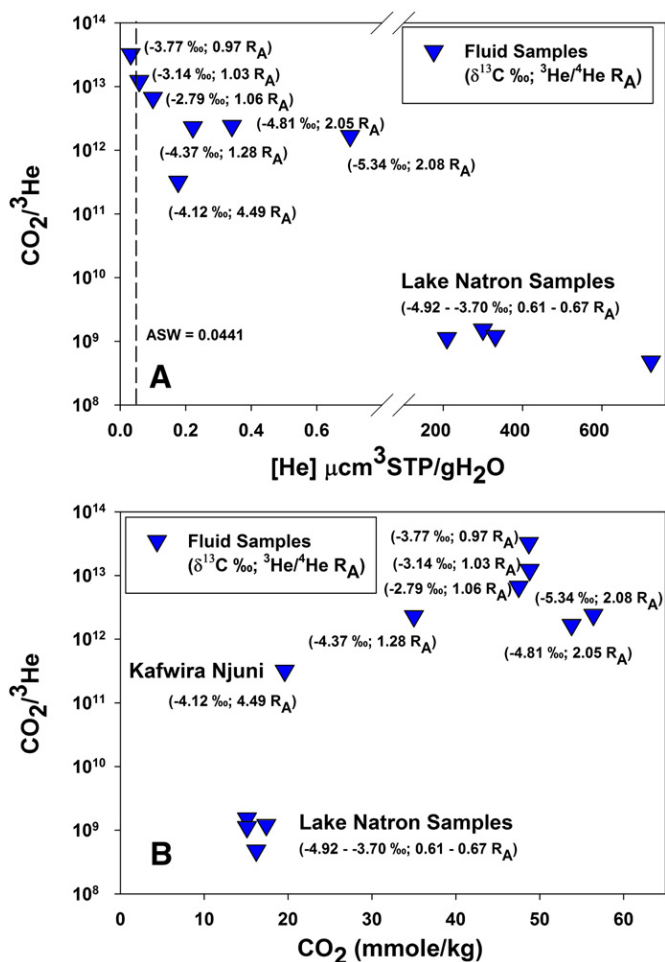 10¹⁴
10¹³
10¹²
10¹¹
10¹⁰
10⁹
10⁸
CO₂/³He
Fluid Samples
(δ¹³C ‰; ³He/⁴He R_A)
(-3.77 ‰; 0.97 R_A)
(-3.14 ‰; 1.03 R_A)
(-2.79 ‰; 1.06 R_A)
(-4.81 ‰; 2.05 R_A)
(-4.37 ‰; 1.28 R_A)
(-5.34 ‰; 2.08 R_A)
(-4.12 ‰; 4.49 R_A)
Lake Natron Samples
(-4.92 - -3.70 ‰; 0.61 - 0.67 R_A)
ASW = 0.0441
A
0.0 0.2 0.4 0.6 200 400 600
[He] μcm³STP/gH₂O
10¹⁴
10¹³
10¹²
10¹¹
10¹⁰
10⁹
10⁸
CO₂/³He
Fluid Samples
(δ¹³C ‰; ³He/⁴He R_A)
(-3.77 ‰; 0.97 R_A)
(-3.14 ‰; 1.03 R_A)
(-2.79 ‰; 1.06 R_A)
(-5.34 ‰; 2.08 R_A)
(-4.37 ‰; 1.28 R_A)
(-4.81 ‰; 2.05 R_A)
Kafwira Njuni
(-4.12 ‰; 4.49 R_A)
Lake Natron Samples
(-4.92 - -3.70 ‰; 0.61 - 0.67 R_A)
B
0 10 20 30 40 50 60
CO₂ (mmole/kg)